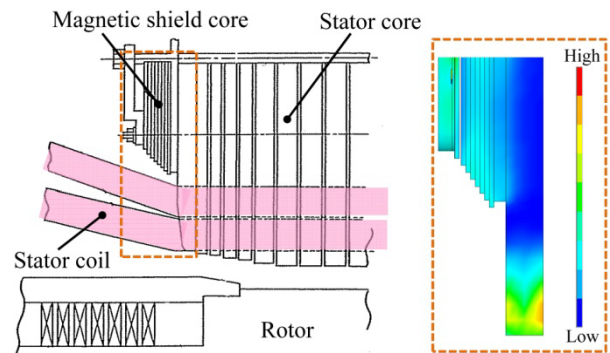 Magnetic shield core
Stator core
Stator coil
Rotor
High
Low